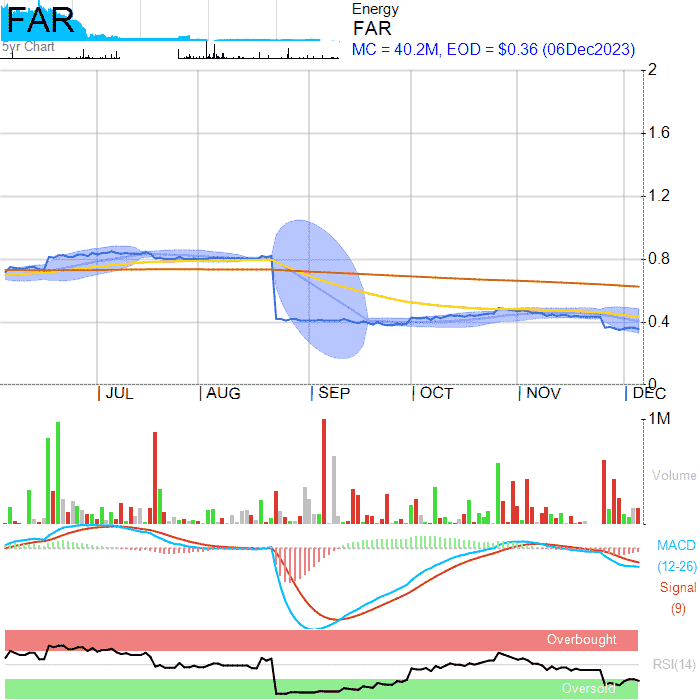 FAR
5yr Chart
Energy
FAR
MC = 40.2M, EOD = $0.36 (06Dec2023)
2
1.6
1.2
0.8
0.4
0
JUL AUG SEP OCT NOV DEC
1M
Volume
MACD
(12-26)
Signal
(9)
Overbought
RSI(14)
Oversold